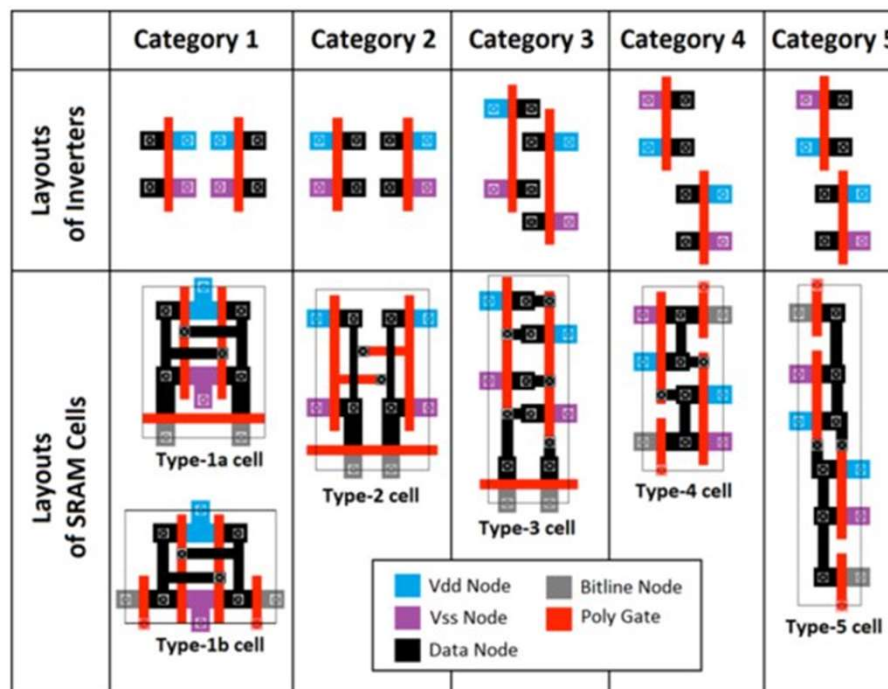 Category 1
Category 2
Category 3
Category 4
Category 5
Layouts
of Inverters
Layouts
of SRAM Cells
Type-1a cell
Type-1b cell
Type-2 cell
Type-3 cell
Type-4 cell
Type-5 cell
Vdd Node
Bitline Node
Vss Node
Poly Gate
Data Node